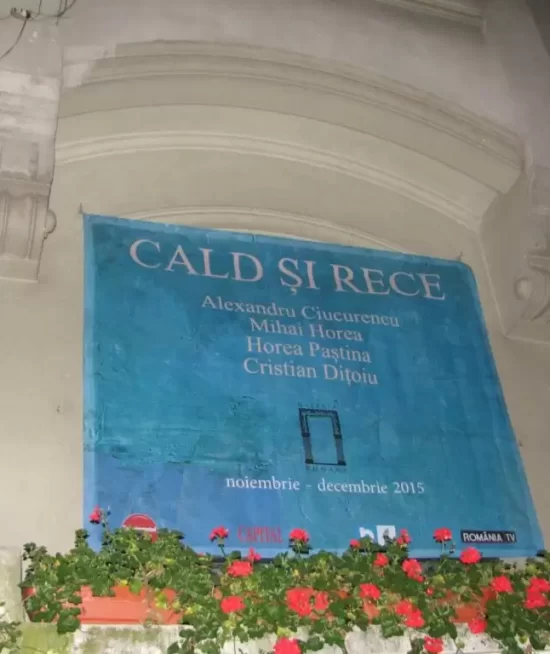 CALD ȘI RECE
Alexandru Ciucurencu
Mihai Horea
Horea Paștina
Cristian Dițoiu
noiembrie - decembrie 2015
CAPITAL
ROMÂNIA TV